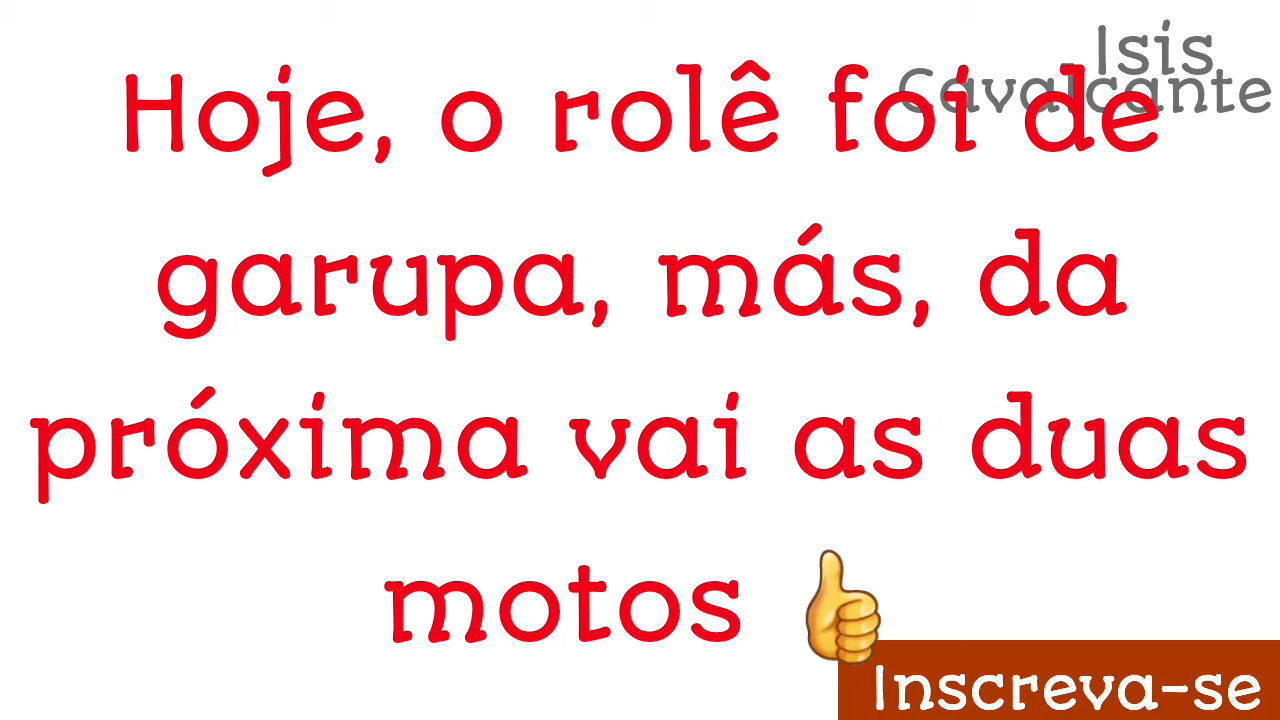 Isis
Cavalcante
Hoje, o rolê foi de
garupa, más, da
próxima vai as duas
motos 👍
Inscreva-se